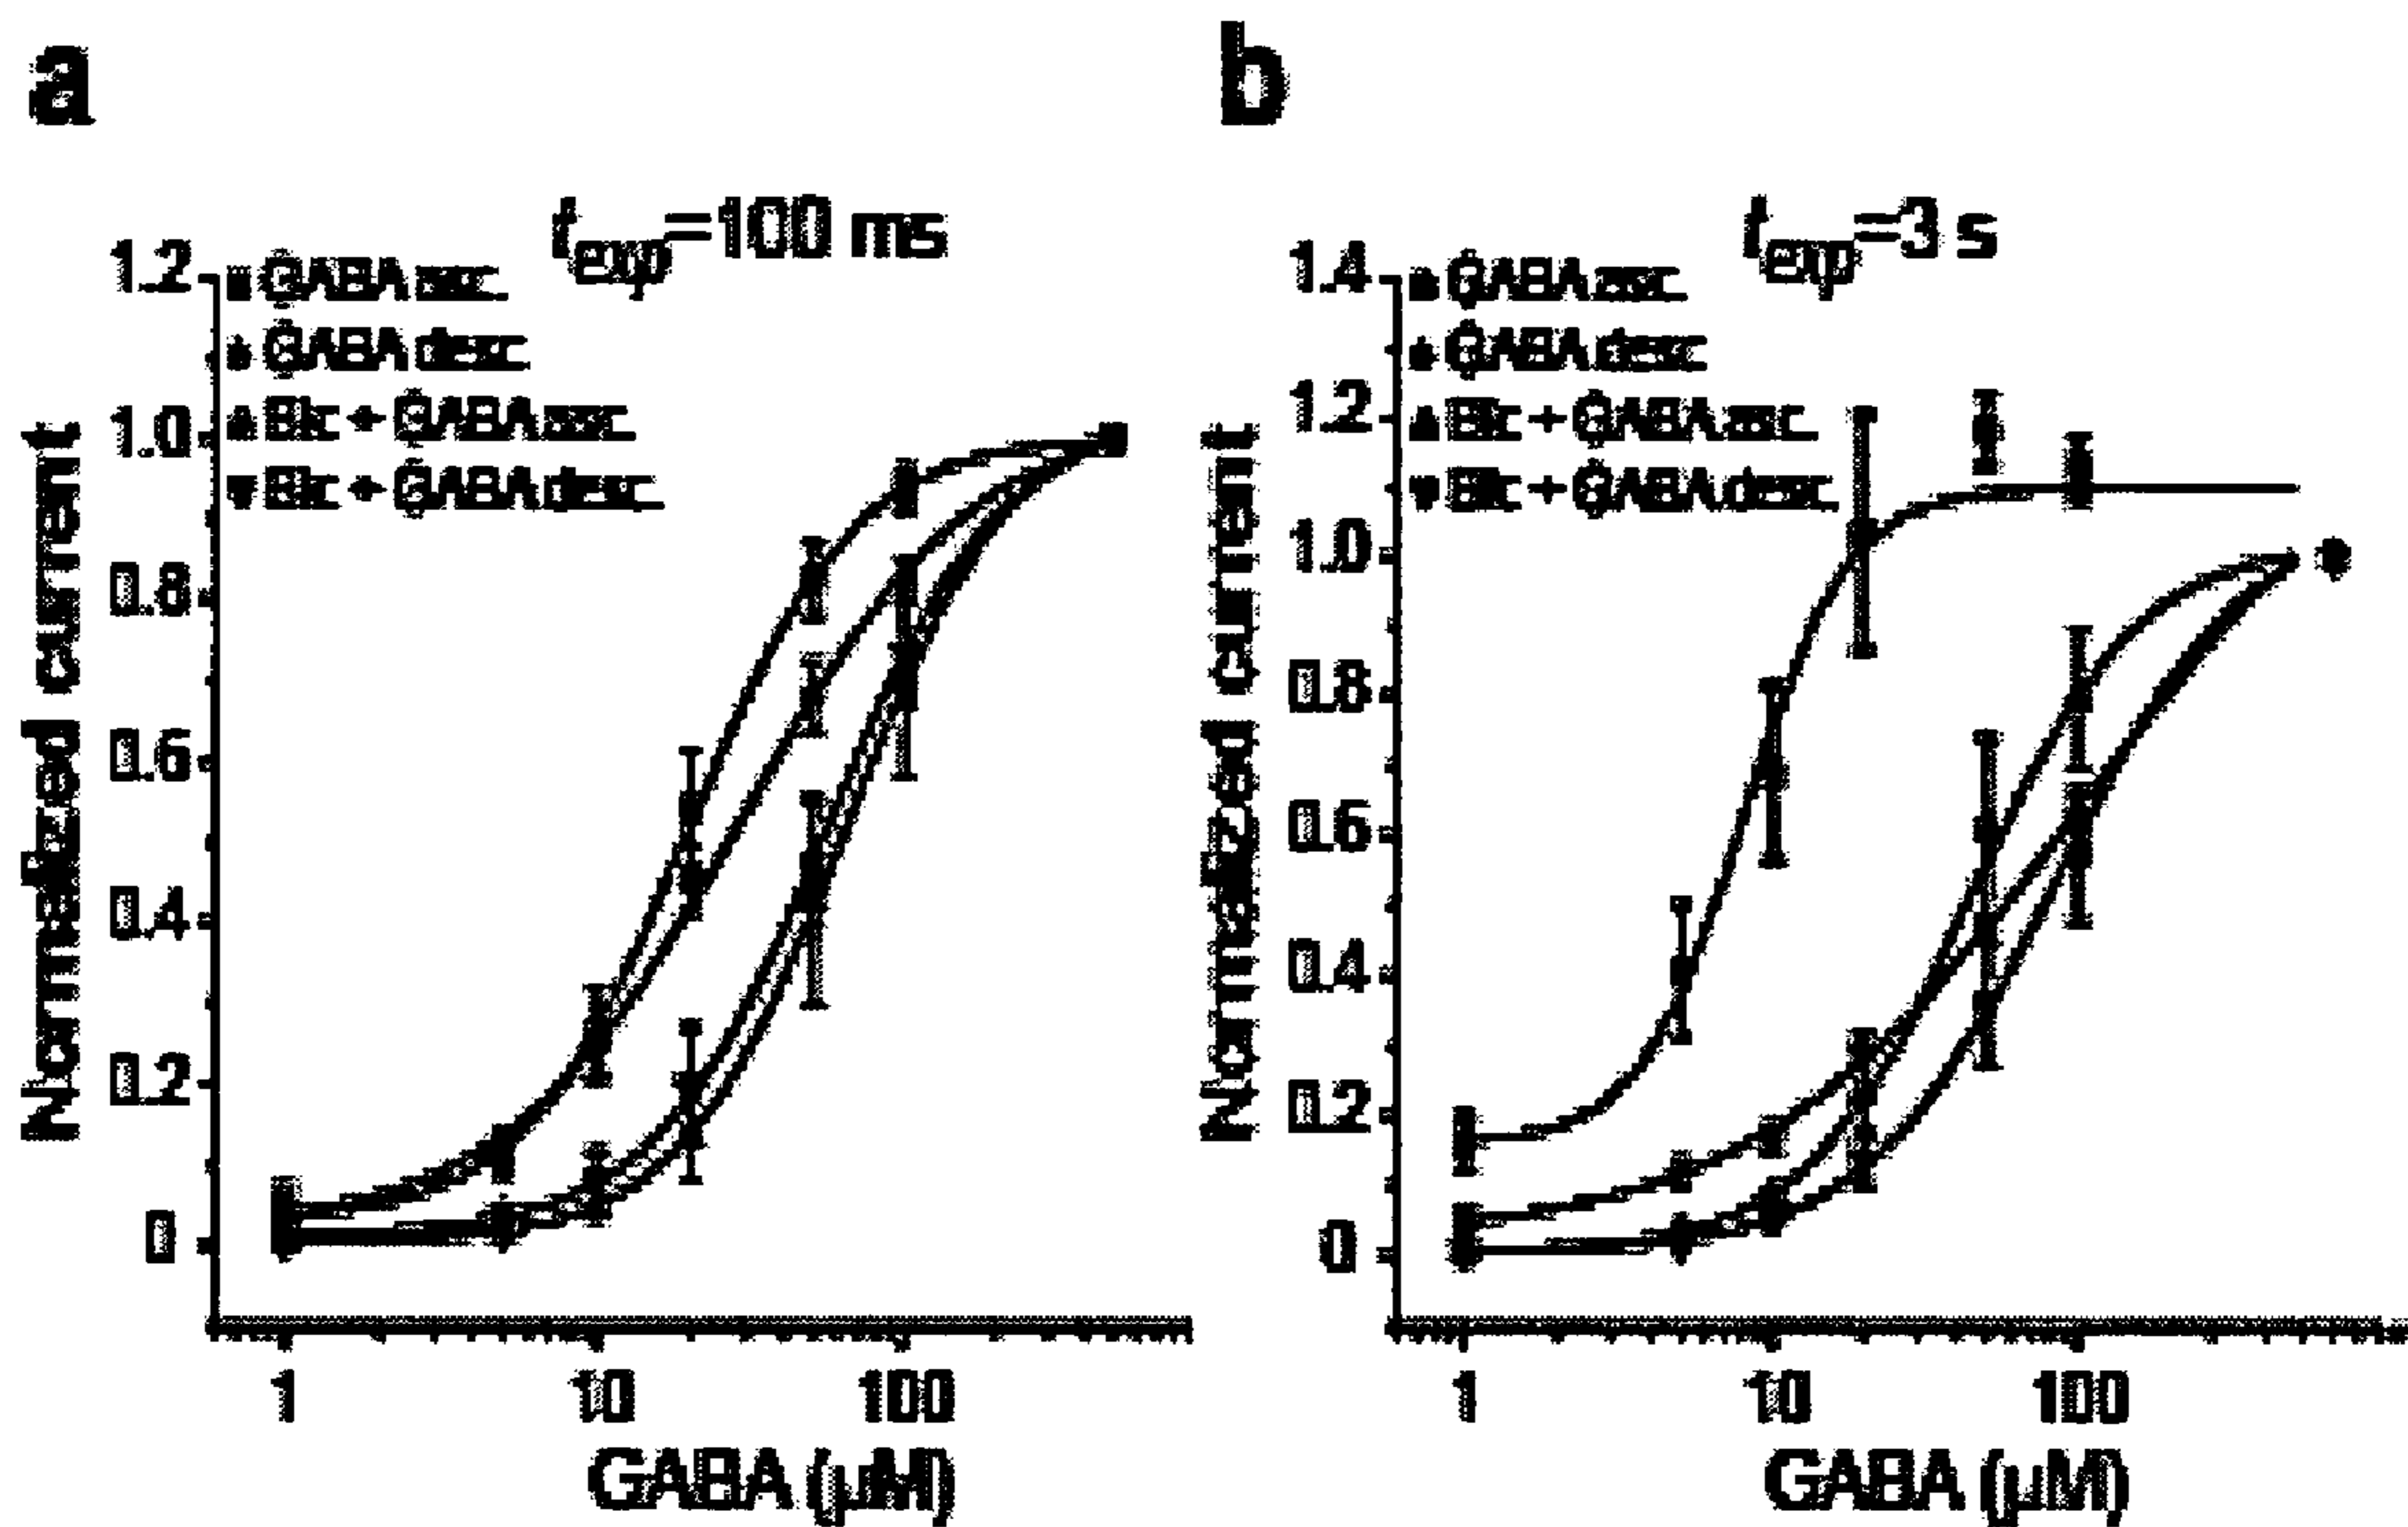 a
t_exp=100 ms
1.2
1.0
0.8
0.6
0.4
0.2
0
GABA asc
GABA desc
Bic + GABA asc
Bic + GABA desc
Normalized current
1 10 100
GABA (µM)
b
t_exp=3 s
1.4
1.2
1.0
0.8
0.6
0.4
0.2
0
GABA asc
GABA desc
Bic + GABA asc
Bic + GABA desc
Normalized current
1 10 100
GABA (µM)